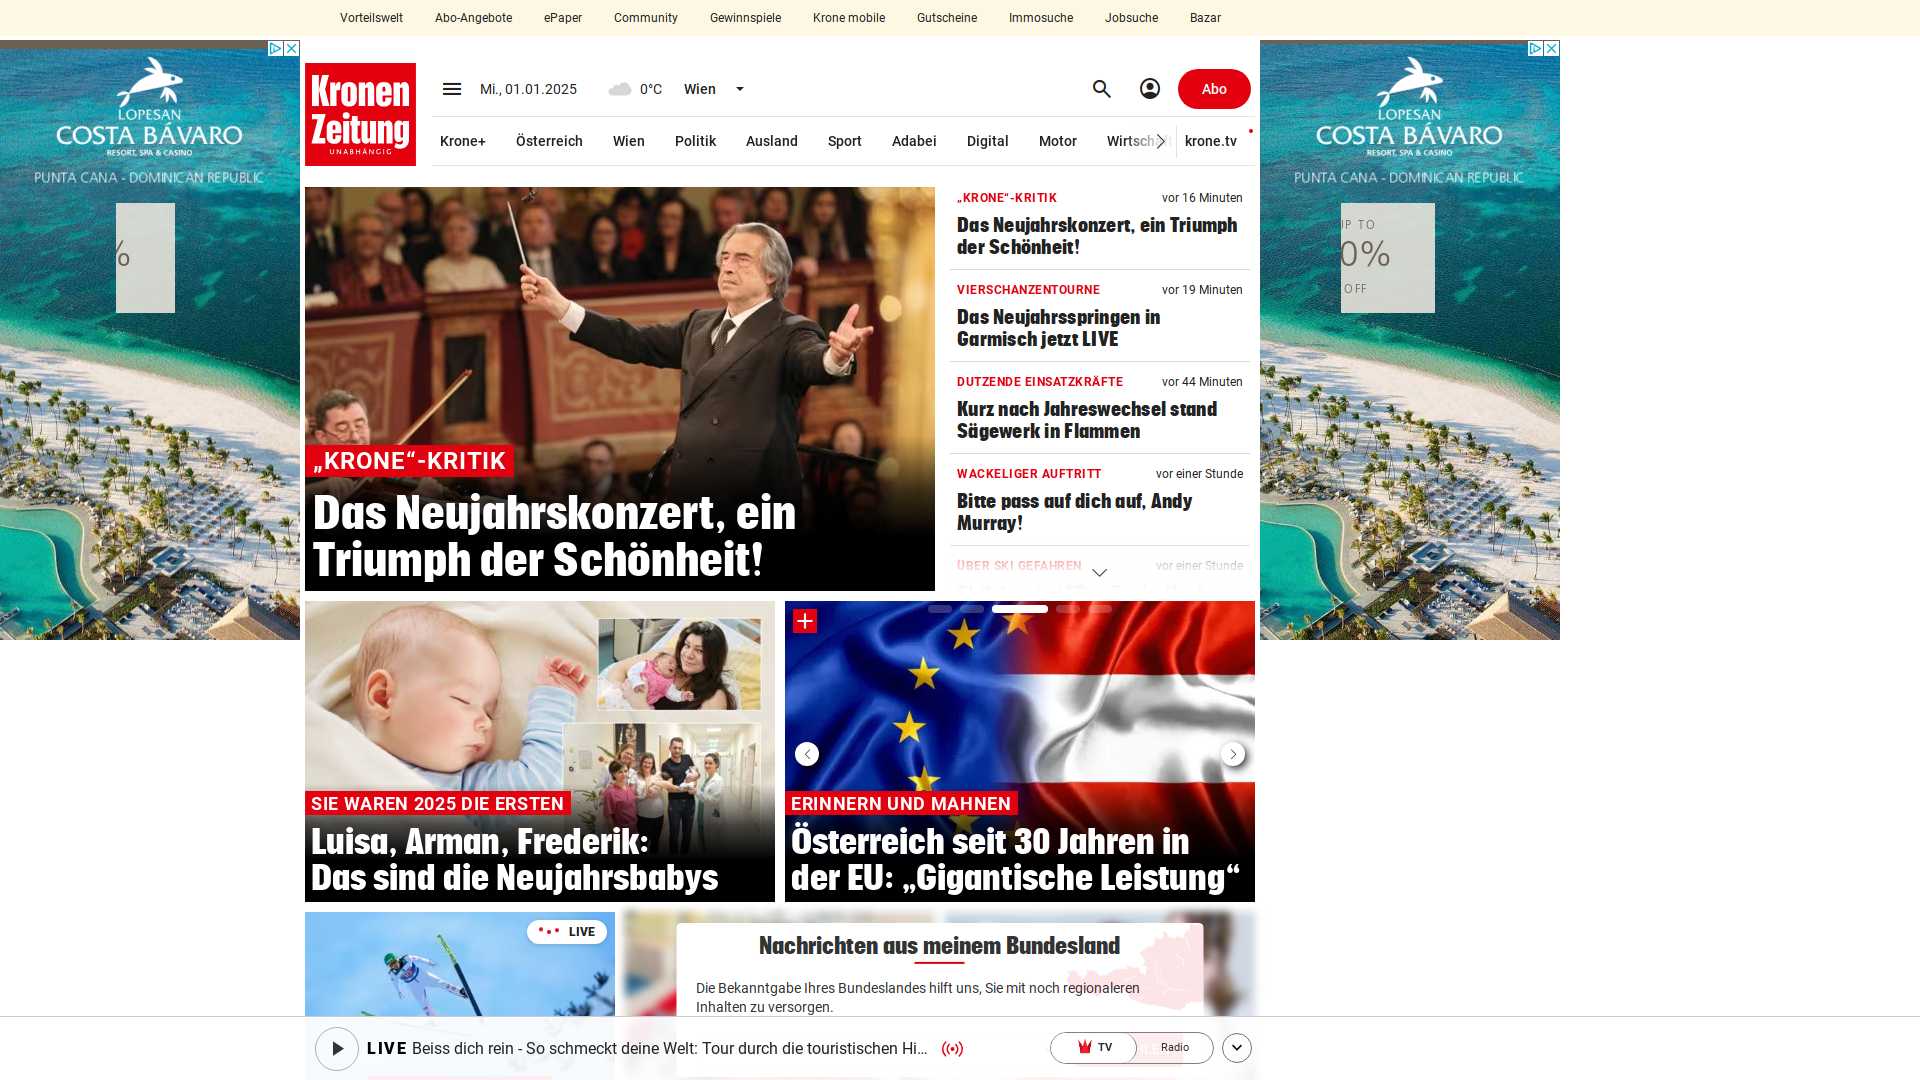 Vorteilswelt Abo-Angebote ePaper Community Gewinnspiele Krone mobile Gutscheine Immosuche Jobsuche Bazar
LOPESAN
COSTA BÁVARO
RESORT, SPA & CASINO
PUNTA CANA - DOMINICAN REPUBLIC
%
Kronen
Zeitung
UNABHÄNGIG
Mi., 01.01.2025 0°C Wien
Abo
Krone+ Österreich Wien Politik Ausland Sport Adabei Digital Motor Wirtschaft krone.tv
„KRONE“-KRITIK
Das Neujahrskonzert, ein
Triumph der Schönheit!
„KRONE“-KRITIK vor 16 Minuten
Das Neujahrskonzert, ein Triumph
der Schönheit!
VIERSCHANZENTOURNE vor 19 Minuten
Das Neujahrsspringen in
Garmisch jetzt LIVE
DUTZENDE EINSATZKRÄFTE vor 44 Minuten
Kurz nach Jahreswechsel stand
Sägewerk in Flammen
WACKELIGER AUFTRITT vor einer Stunde
Bitte pass auf dich auf, Andy
Murray!
ÜBER SKI GEFAHREN vor einer Stunde
LOPESAN
COSTA BÁVARO
RESORT, SPA & CASINO
PUNTA CANA - DOMINICAN REPUBLIC
UP TO
0%
OFF
SIE WAREN 2025 DIE ERSTEN
Luisa, Arman, Frederik:
Das sind die Neujahrsbabys
ERINNERN UND MAHNEN
Österreich seit 30 Jahren in
der EU: „Gigantische Leistung“
LIVE
Nachrichten aus meinem Bundesland
Die Bekanntgabe Ihres Bundeslandes hilft uns, Sie mit noch regionaleren
Inhalten zu versorgen.
LIVE Beiss dich rein - So schmeckt deine Welt: Tour durch die touristischen Hi...
TV Radio